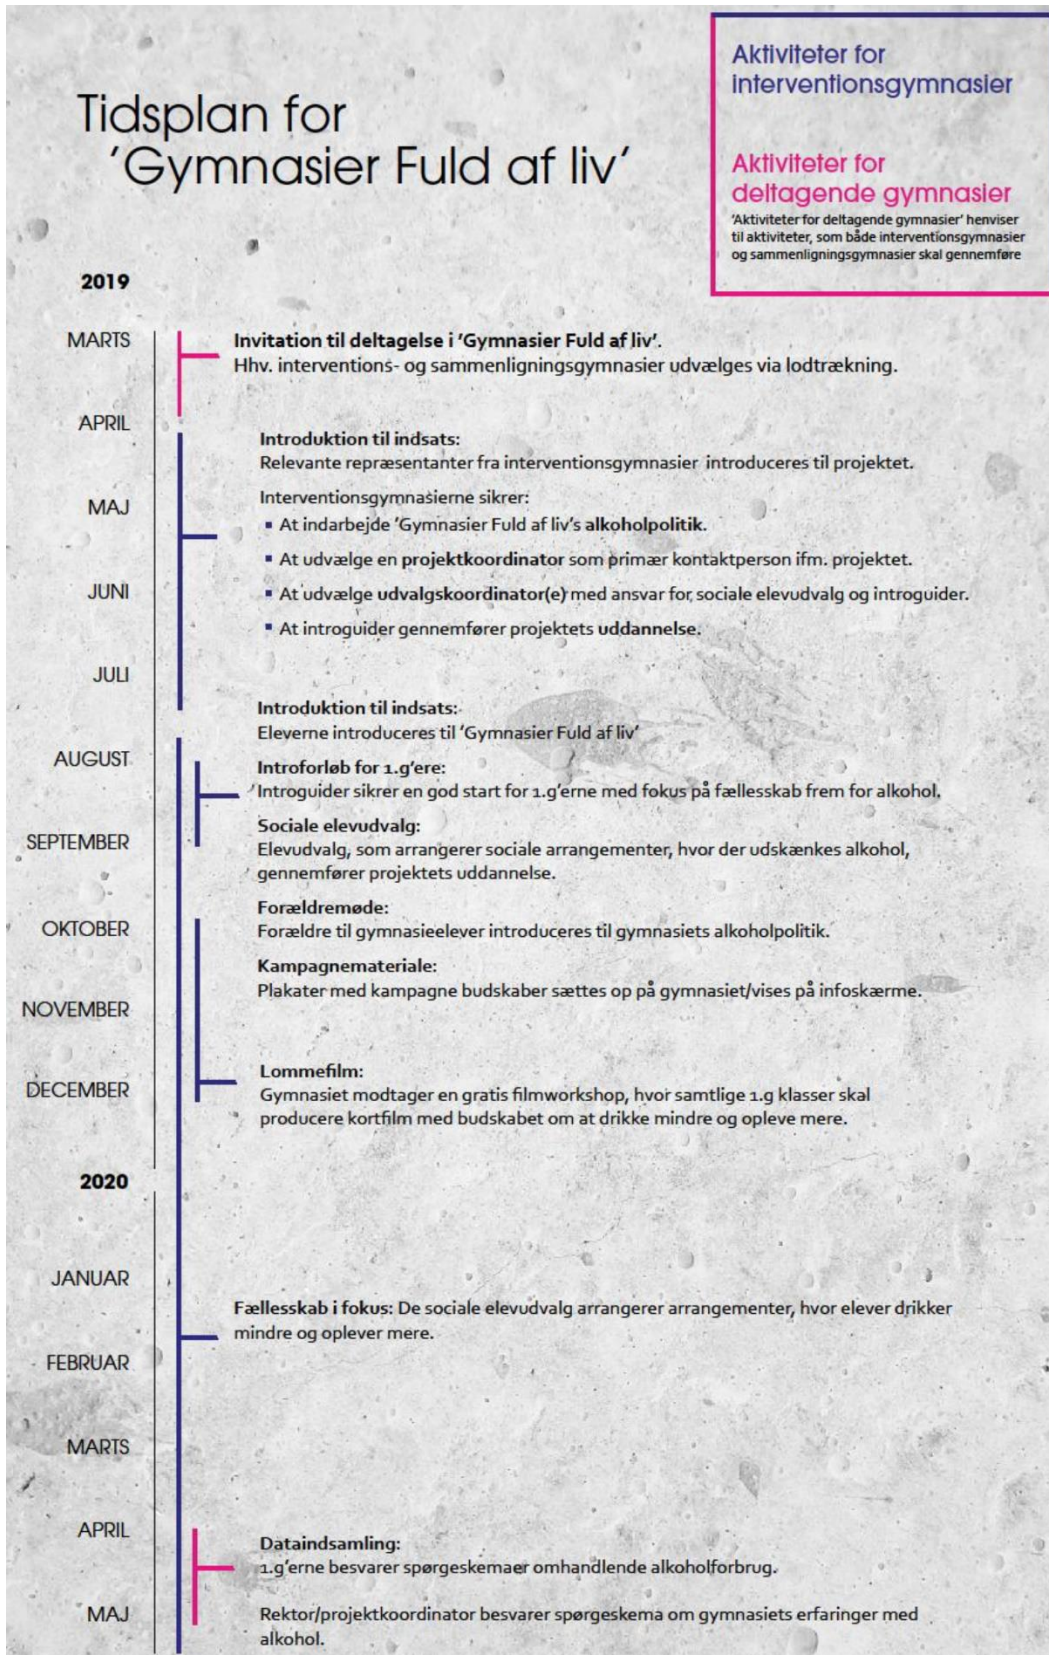 Aktiviteter for
interventionsgymnasier
Tidsplan for
'Gymnasier Fuld af liv'
Aktiviteter for
deltagende gymnasier
'Aktiviteter for deltagende gymnasier' henviser
til aktiviteter, som både interventionsgymnasier
og sammenligningsgymnasier skal gennemføre
2019
MARTS
Invitation til deltagelse i 'Gymnasier Fuld af liv'.
Hhv. interventions- og sammenligningsgymnasier udvælges via lodtrækning.
APRIL
Introduktion til indsats:
Relevante repræsentanter fra interventionsgymnasier introduceres til projektet.
MAJ
Interventionsgymnasierne sikrer:
▪ At indarbejde 'Gymnasier Fuld af liv's alkoholpolitik.
▪ At udvælge en projektkoordinator som primær kontaktperson ifm. projektet.
JUNI
▪ At udvælge udvalgskoordinator(e) med ansvar for sociale elevudvalg og introguider.
▪ At introguider gennemfører projektets uddannelse.
JULI
Introduktion til indsats:
Eleverne introduceres til 'Gymnasier Fuld af liv'
AUGUST
Introforløb for 1.g'ere:
Introguider sikrer en god start for 1.g'erne med fokus på fællesskab frem for alkohol.
SEPTEMBER
Sociale elevudvalg:
Elevudvalg, som arrangerer sociale arrangementer, hvor der udskænkes alkohol,
gennemfører projektets uddannelse.
OKTOBER
Forældremøde:
Forældre til gymnasieelever introduceres til gymnasiets alkoholpolitik.
Kampagnemateriale:
Plakater med kampagne budskaber sættes op på gymnasiet/vises på infoskærme.
NOVEMBER
DECEMBER
Lommefilm:
Gymnasiet modtager en gratis filmworkshop, hvor samtlige 1.g klasser skal
producere kortfilm med budskabet om at drikke mindre og opleve mere.
2020
JANUAR
Fællesskab i fokus: De sociale elevudvalg arrangerer arrangementer, hvor elever drikker
mindre og oplever mere.
FEBRUAR
MARTS
APRIL
Dataindsamling:
1.g'erne besvarer spørgeskemaer omhandlende alkoholforbrug.
MAJ
Rektor/projektkoordinator besvarer spørgeskema om gymnasiets erfaringer med
alkohol.